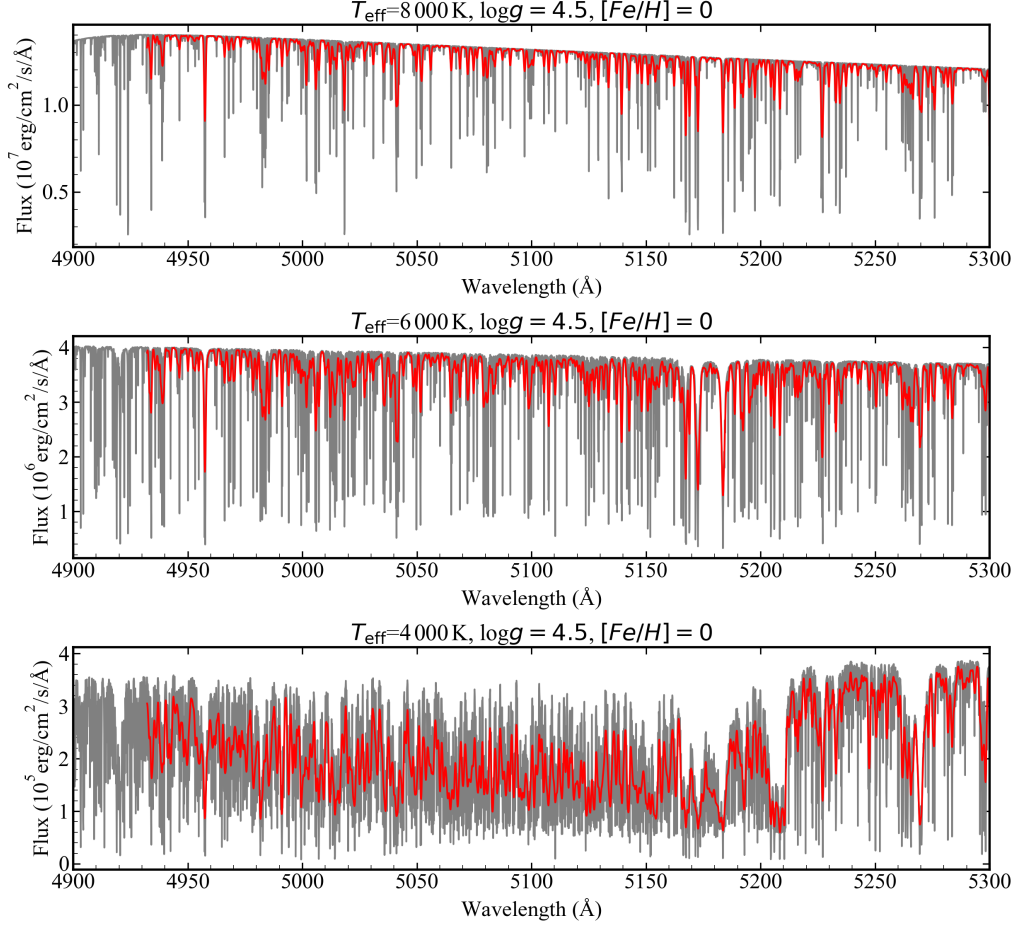 T_eff=8 000 K, log g = 4.5, [Fe/H] = 0
Flux (10^7 erg/cm^2/s/Å)
1.0
0.5
4900 4950 5000 5050 5100 5150 5200 5250 5300
Wavelength (Å)
T_eff=6 000 K, log g = 4.5, [Fe/H] = 0
Flux (10^6 erg/cm^2/s/Å)
4
3
2
1
4900 4950 5000 5050 5100 5150 5200 5250 5300
Wavelength (Å)
T_eff=4 000 K, log g = 4.5, [Fe/H] = 0
Flux (10^5 erg/cm^2/s/Å)
4
3
2
1
0
4900 4950 5000 5050 5100 5150 5200 5250 5300
Wavelength (Å)